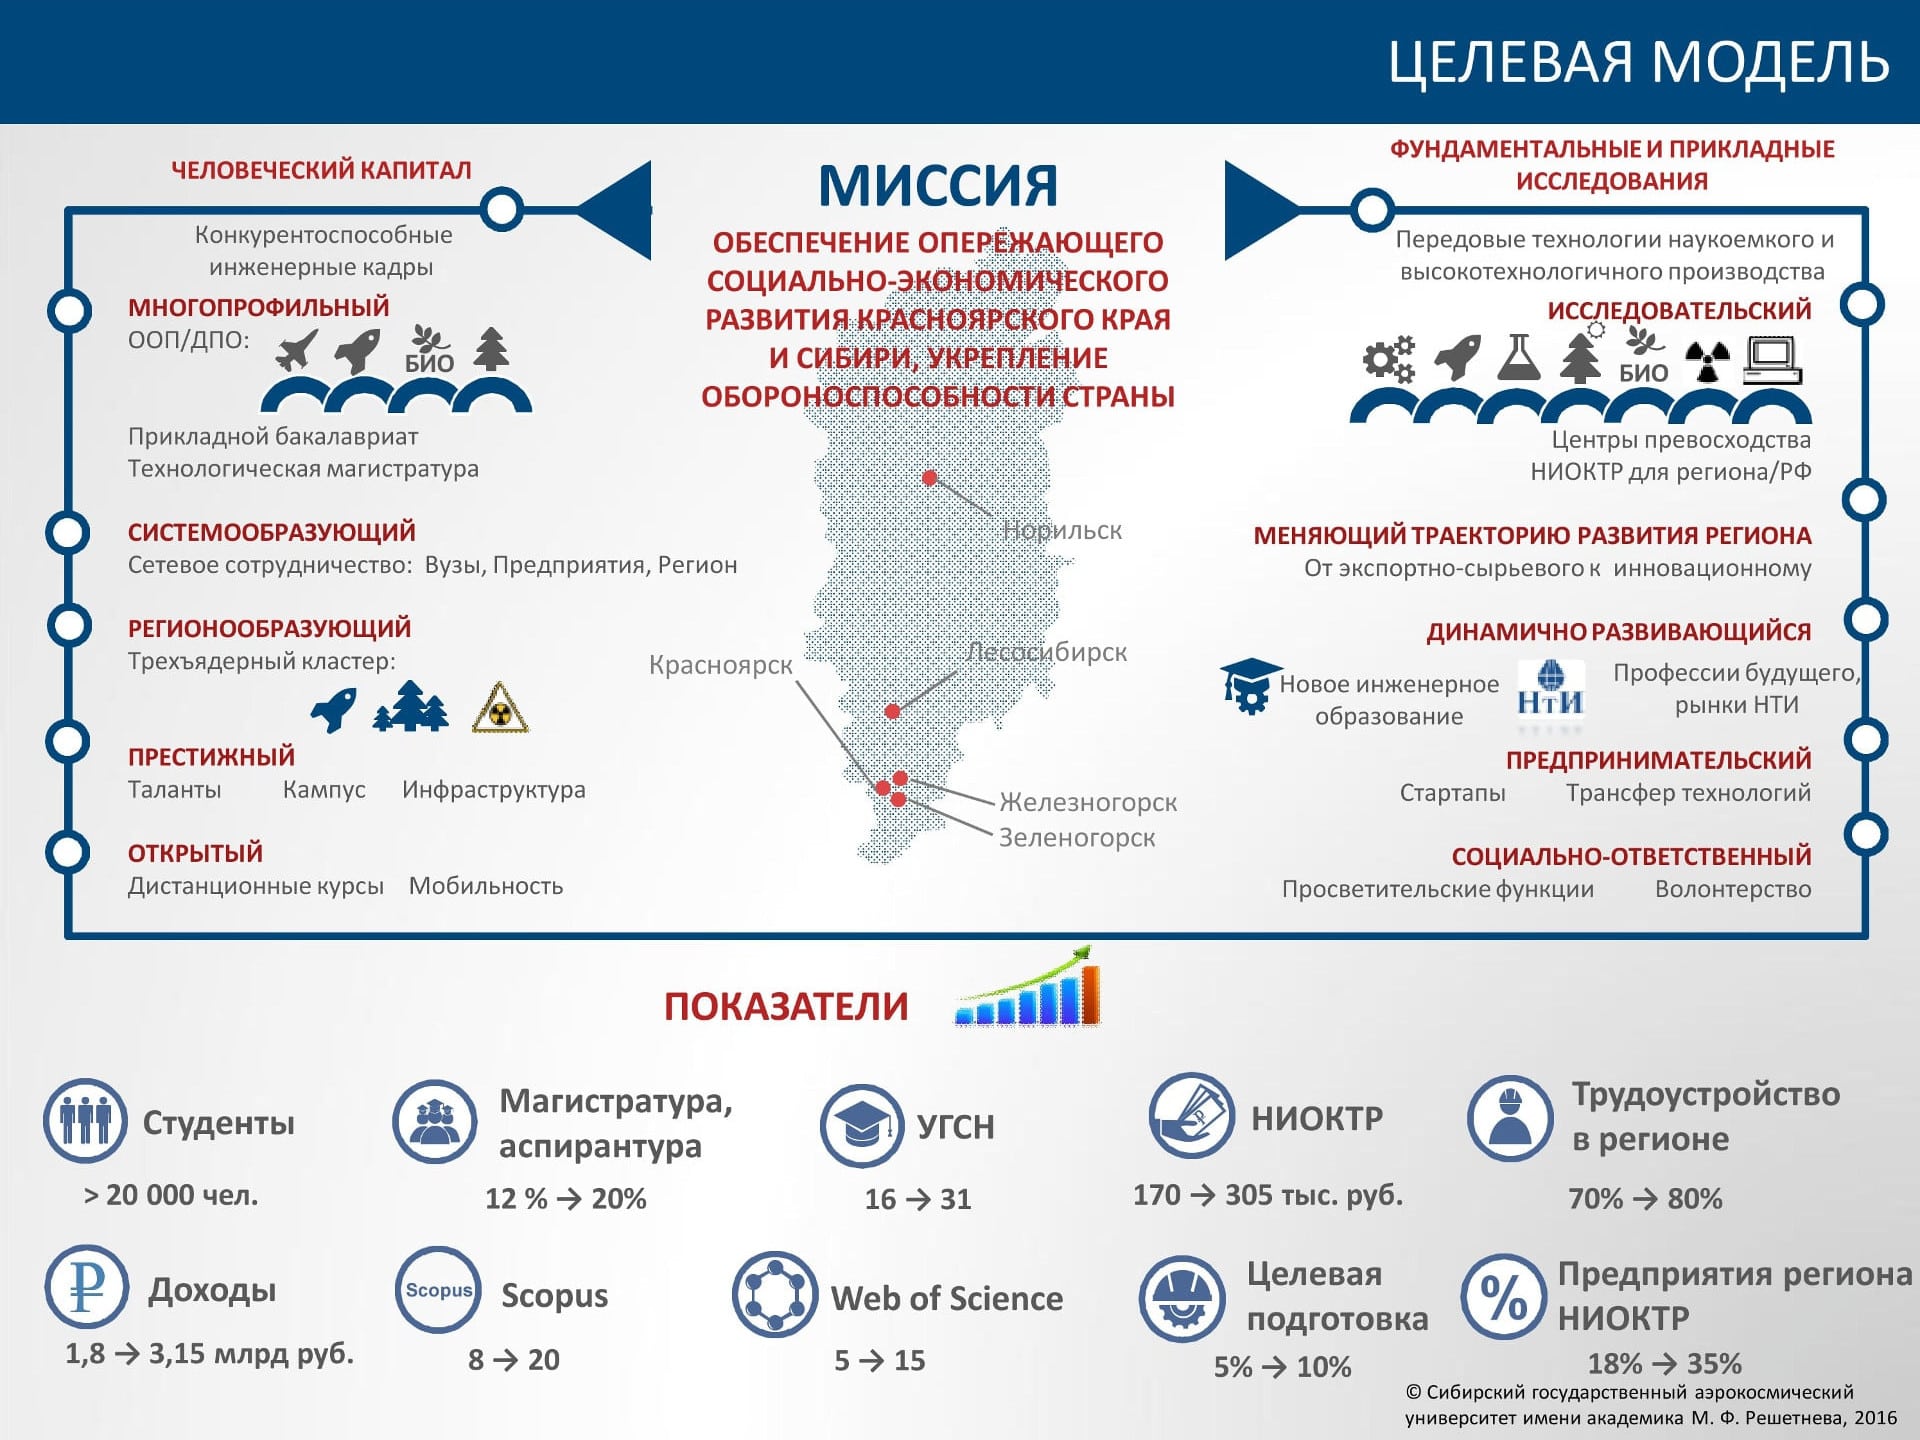 ЦЕЛЕВАЯ МОДЕЛЬ
ЧЕЛОВЕЧЕСКИЙ КАПИТАЛ
Конкурентоспособные
инженерные кадры
МНОГОПРОФИЛЬНЫЙ
ООП/ДПО:
БИО
Прикладной бакалавриат
Технологическая магистратура
СИСТЕМООБРАЗУЮЩИЙ
Сетевое сотрудничество: Вузы, Предприятия, Регион
РЕГИОНООБРАЗУЮЩИЙ
Трехъядерный кластер:
ПРЕСТИЖНЫЙ
Таланты Кампус Инфраструктура
ОТКРЫТЫЙ
Дистанционные курсы Мобильность
МИССИЯ
ОБЕСПЕЧЕНИЕ ОПЕРЕЖАЮЩЕГО
СОЦИАЛЬНО-ЭКОНОМИЧЕСКОГО
РАЗВИТИЯ КРАСНОЯРСКОГО КРАЯ
И СИБИРИ, УКРЕПЛЕНИЕ
ОБОРОНОСПОСОБНОСТИ СТРАНЫ
Норильск
Лесосибирск
Красноярск
Железногорск
Зеленогорск
ФУНДАМЕНТАЛЬНЫЕ И ПРИКЛАДНЫЕ
ИССЛЕДОВАНИЯ
Передовые технологии наукоемкого и
высокотехнологичного производства
ИССЛЕДОВАТЕЛЬСКИЙ
БИО
Центры превосходства
НИОКТР для региона/РФ
МЕНЯЮЩИЙ ТРАЕКТОРИЮ РАЗВИТИЯ РЕГИОНА
От экспортно-сырьевого к инновационному
ДИНАМИЧНО РАЗВИВАЮЩИЙСЯ
Новое инженерное
образование
НтИ
Профессии будущего,
рынки НТИ
ПРЕДПРИНИМАТЕЛЬСКИЙ
Стартапы Трансфер технологий
СОЦИАЛЬНО-ОТВЕТСТВЕННЫЙ
Просветительские функции Волонтерство
ПОКАЗАТЕЛИ
Студенты
> 20 000 чел.
Магистратура,
аспирантура
12 % → 20%
УГСН
16 → 31
НИОКТР
170 → 305 тыс. руб.
Трудоустройство
в регионе
70% → 80%
Доходы
1,8 → 3,15 млрд руб.
Scopus
Scopus
8 → 20
Web of Science
5 → 15
Целевая
подготовка
5% → 10%
%
Предприятия региона
НИОКТР
18% → 35%
© Сибирский государственный аэрокосмический
университет имени академика М. Ф. Решетнева, 2016